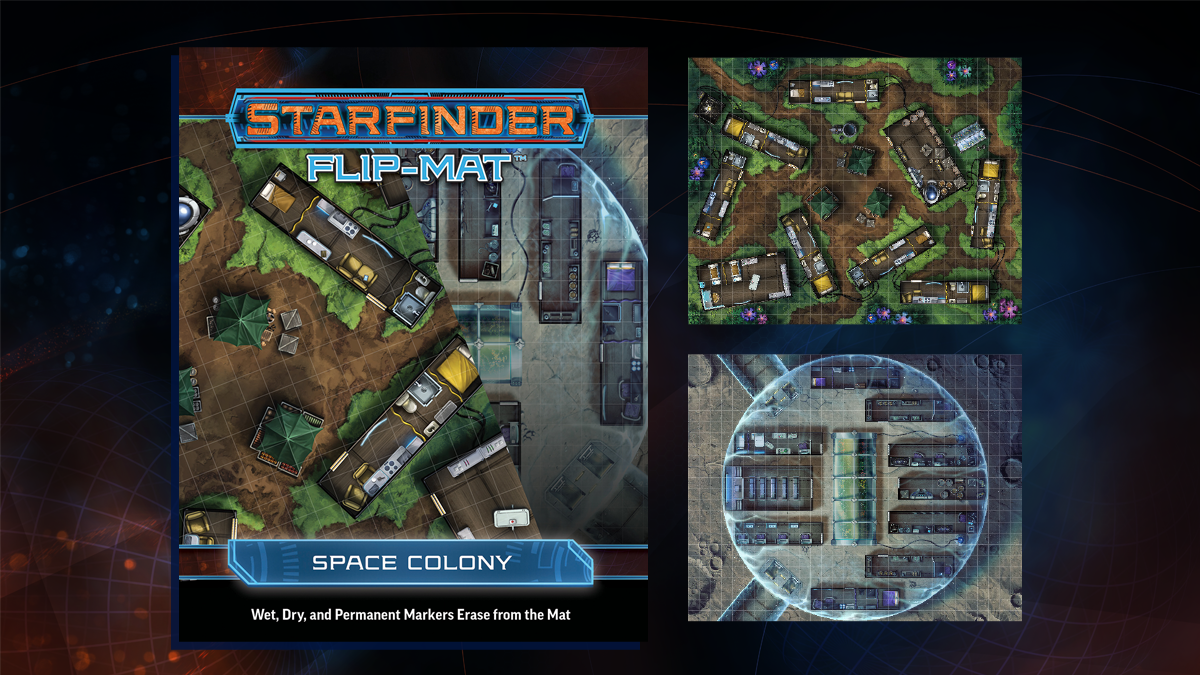 STARFINDER
FLIP-MAT™
SPACE COLONY
Wet, Dry, and Permanent Markers Erase from the Mat